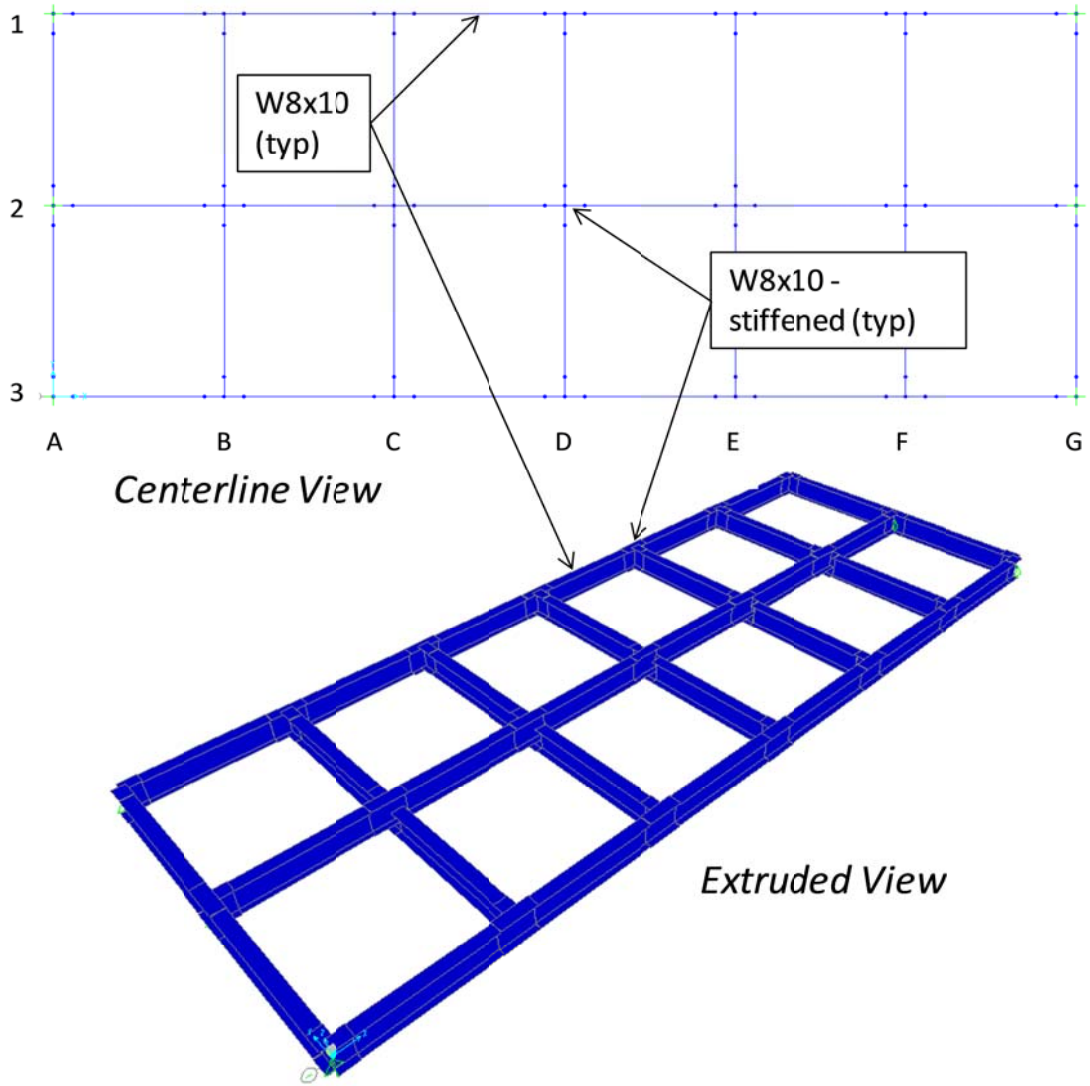 1
W8x10
(typ)
2
W8x10 -
stiffened (typ)
3
A B C D E F G
Centerline View
Extruded View